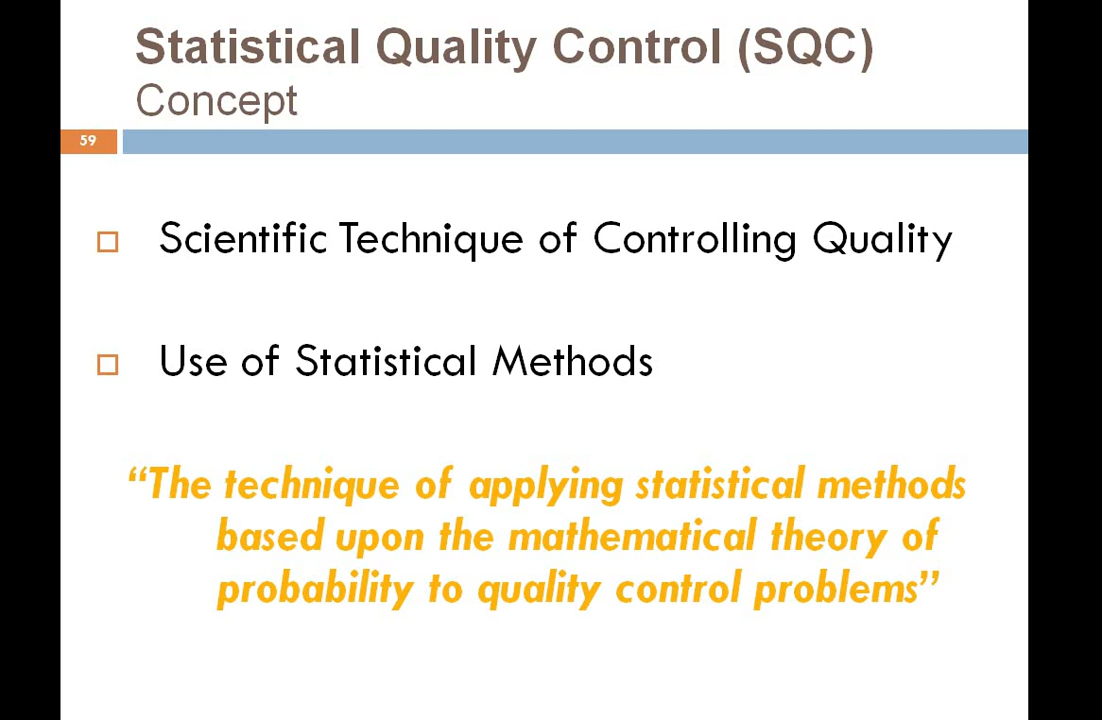 Statistical Quality Control (SQC)
Concept
59
Scientific Technique of Controlling Quality
Use of Statistical Methods
“The technique of applying statistical methods
based upon the mathematical theory of
probability to quality control problems”